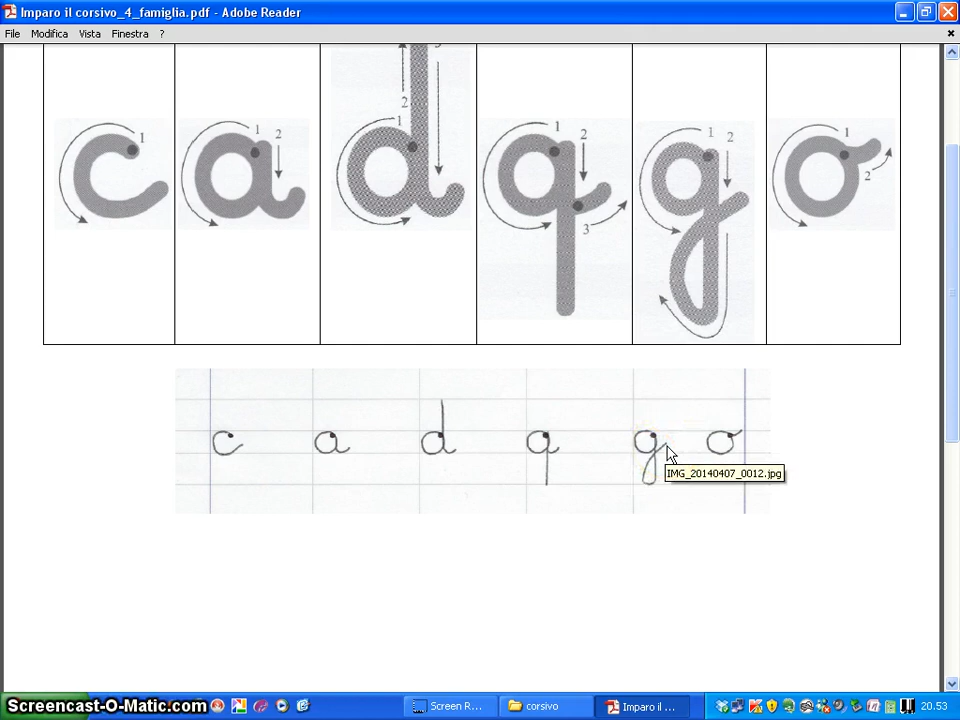 Imparo il corsivo_4_famiglia.pdf - Adobe Reader
File Modifica Vista Finestra ?
c a d q g o
1
1 2
1 2
1 2 3
1 2
1 2
c a d q g o
IMG_20140407_0012.jpg
Screencast-O-Matic.com
Screen R... corsivo Imparo il ... 20.53